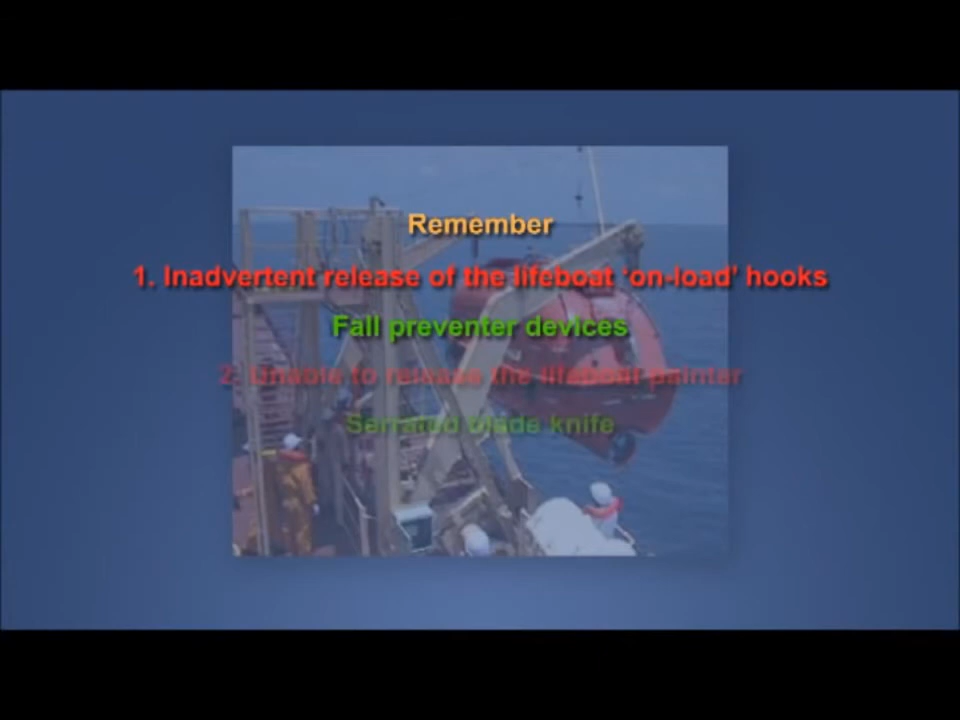 Remember
1. Inadvertent release of the lifeboat ‘on-load’ hooks
Fall preventer devices
2. Unable to release the lifeboat painter
Serrated blade knife